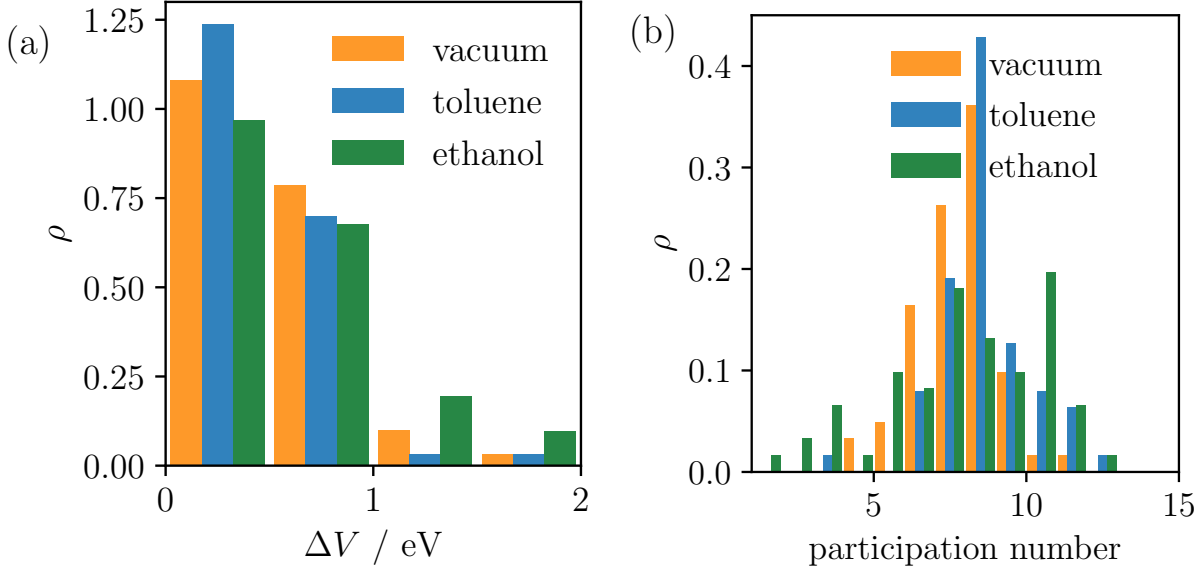 (a)
1.25
1.00
0.75
0.50
0.25
0.00
ρ
vacuum
toluene
ethanol
0
1
2
ΔV / eV
(b)
0.4
0.3
0.2
0.1
0.0
ρ
vacuum
toluene
ethanol
5
10
15
participation number